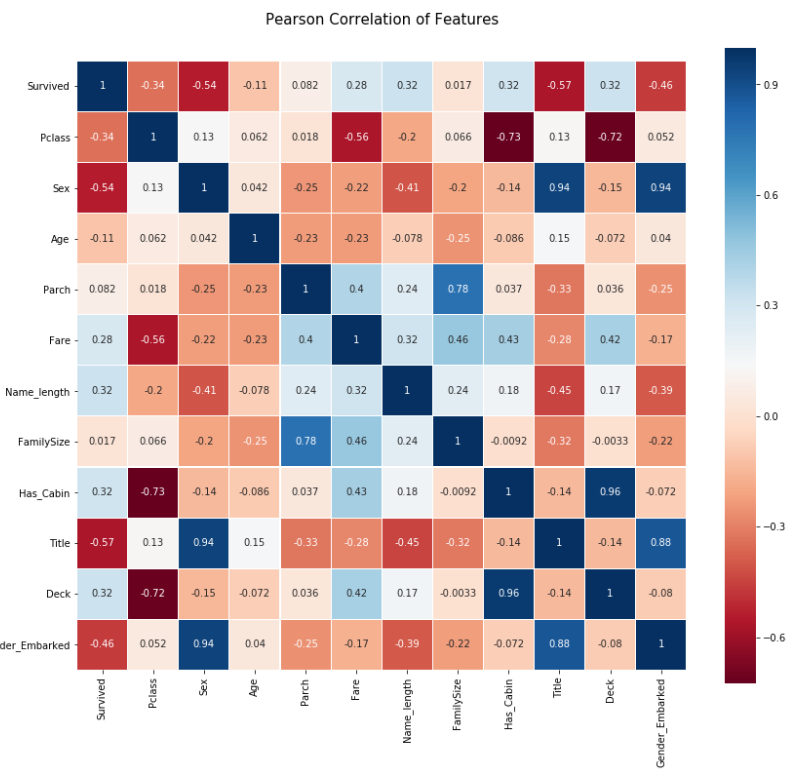 Pearson Correlation of Features
Survived 1 -0.34 -0.54 -0.11 0.082 0.28 0.32 0.017 0.32 -0.57 0.32 -0.46
Pclass -0.34 1 0.13 0.062 0.018 -0.56 -0.2 0.066 -0.73 0.13 -0.72 0.052
Sex -0.54 0.13 1 0.042 -0.25 -0.22 -0.41 -0.2 -0.14 0.94 -0.15 0.94
Age -0.11 0.062 0.042 1 -0.23 -0.23 -0.078 -0.25 -0.086 0.15 -0.072 0.04
Parch 0.082 0.018 -0.25 -0.23 1 0.4 0.24 0.78 0.037 -0.33 0.036 -0.25
Fare 0.28 -0.56 -0.22 -0.23 0.4 1 0.32 0.46 0.43 -0.28 0.42 -0.17
Name_length 0.32 -0.2 -0.41 -0.078 0.24 0.32 1 0.24 0.18 -0.45 0.17 -0.39
FamilySize 0.017 0.066 -0.2 -0.25 0.78 0.46 0.24 1 -0.0092 -0.32 -0.0033 -0.22
Has_Cabin 0.32 -0.73 -0.14 -0.086 0.037 0.43 0.18 -0.0092 1 -0.14 0.96 -0.072
Title -0.57 0.13 0.94 0.15 -0.33 -0.28 -0.45 -0.32 -0.14 1 -0.14 0.88
Deck 0.32 -0.72 -0.15 -0.072 0.036 0.42 0.17 -0.0033 0.96 -0.14 1 -0.08
der_Embarked -0.46 0.052 0.94 0.04 -0.25 -0.17 -0.39 -0.22 -0.072 0.88 -0.08 1
Survived Pclass Sex Age Parch Fare Name_length FamilySize Has_Cabin Title Deck Gender_Embarked
0.9
0.6
0.3
0.0
−0.3
−0.6